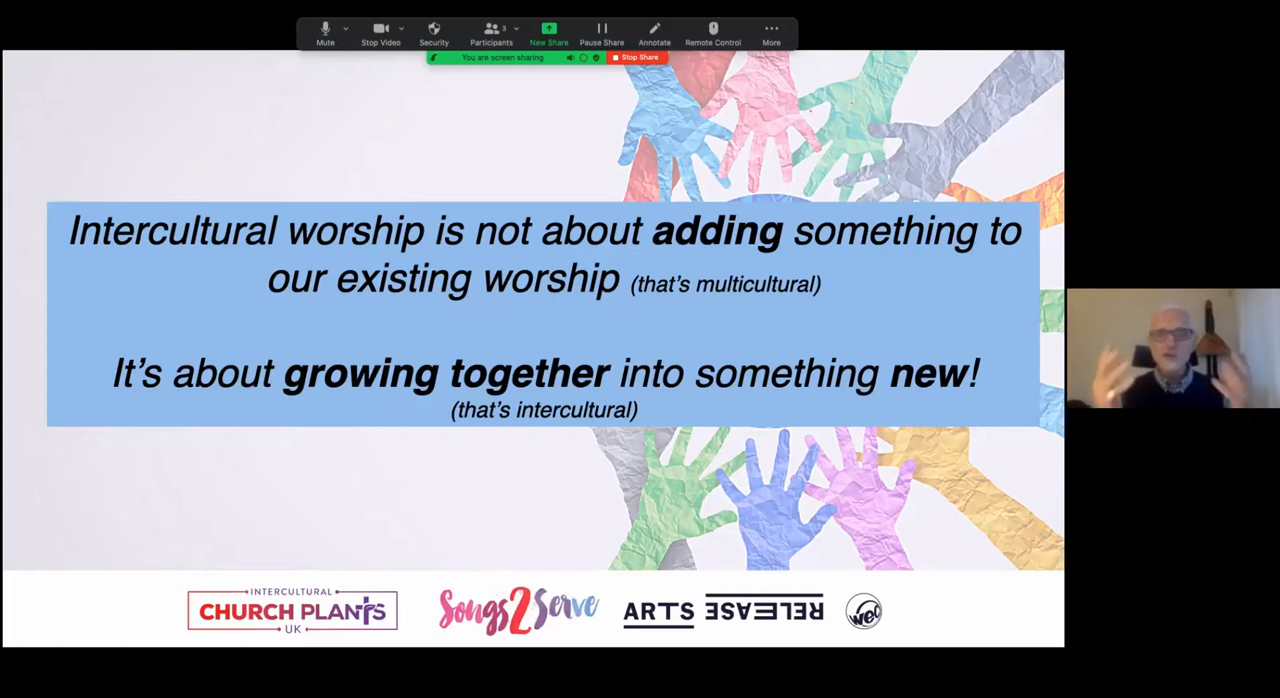 Mute
Stop Video
Security
Participants
3
New Share
Pause Share
Annotate
Remote Control
More
You are screen sharing
Stop Share
Intercultural worship is not about adding something to
our existing worship (that's multicultural)
It's about growing together into something new!
(that's intercultural)
INTERCULTURAL
CHURCH PLANTS
UK
Songs2Serve
ARTS RELEASE
wec